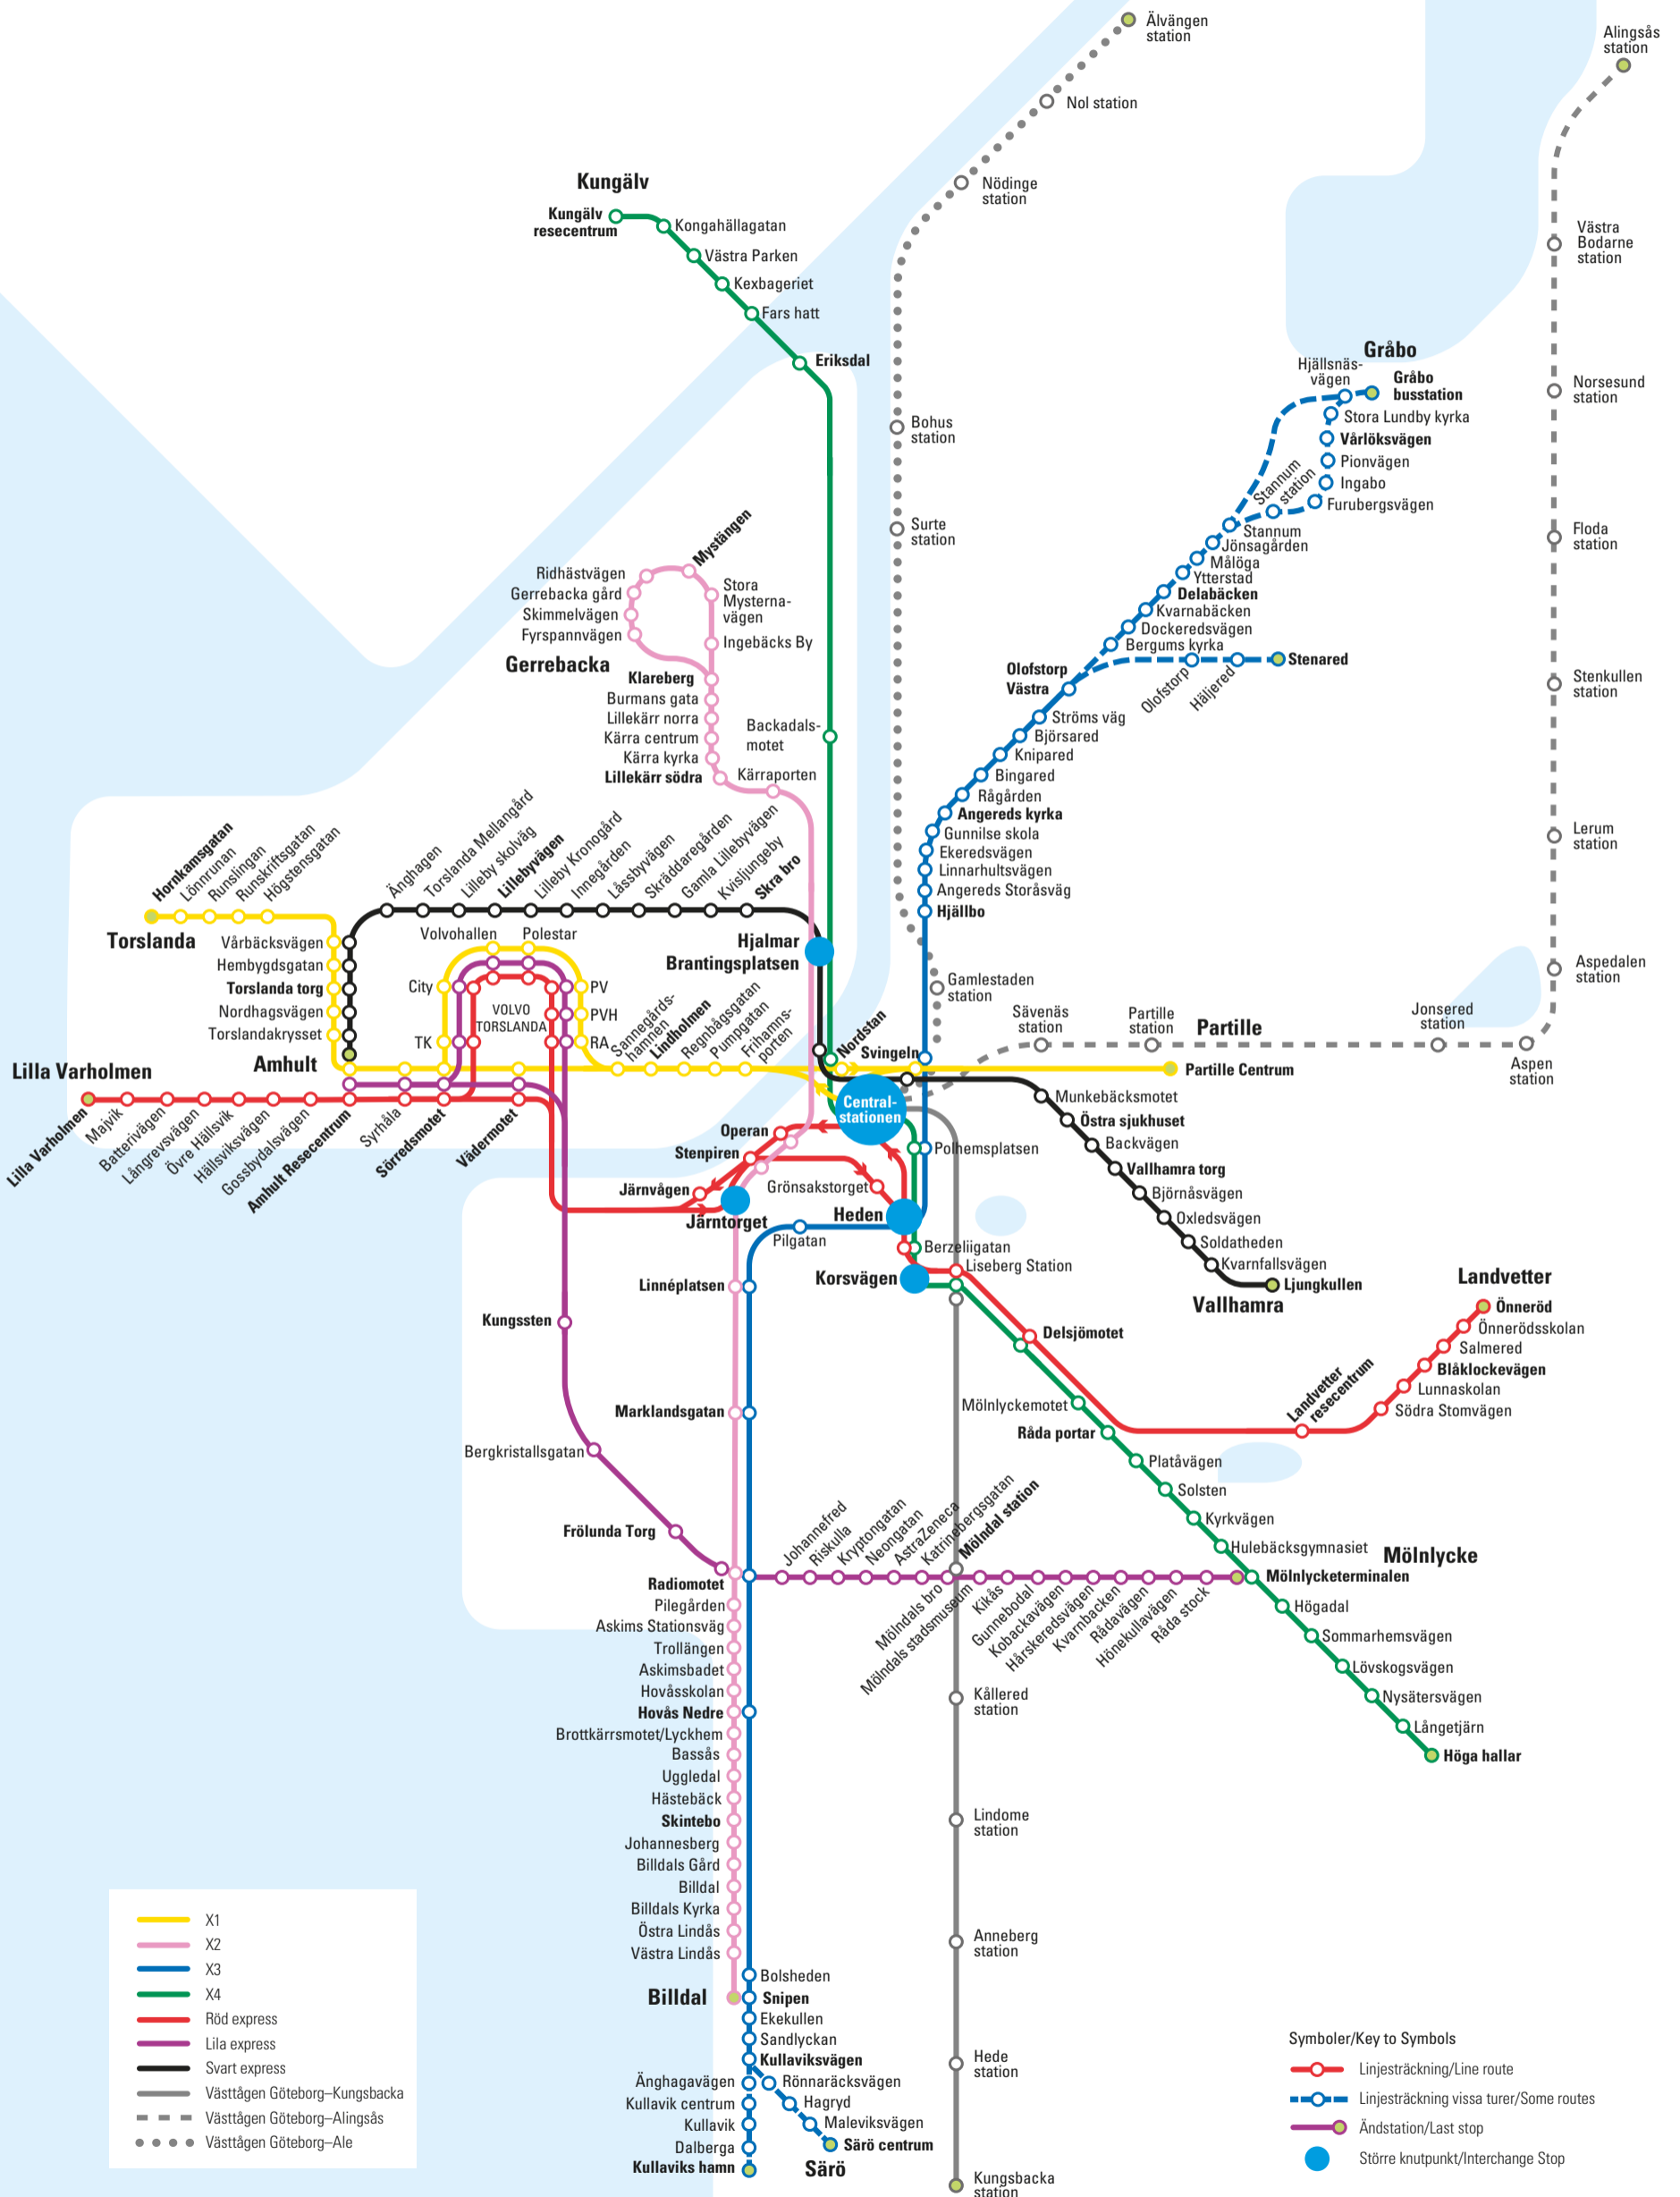 Älvängen
station
Alingsås
station
Nol station
Nödinge
station
Kungälv
Kungälv
resecentrum
Kongahällagatan
Västra Parken
Kexbageriet
Fars hatt
Eriksdal
Västra
Bodarne
station
Norsesund
station
Floda
station
Stenkullen
station
Lerum
station
Aspedalen
station
Jonsered
station
Aspen
station
Partille
Partille
station
Sävenäs
station
Gamlestaden
station
Bohus
station
Surte
station
Gråbo
Hjällsnäs-
vägen
Gråbo
busstation
Stora Lundby kyrka
Vårlöksvägen
Pionvägen
Ingabo
Furubergsvägen
Stannum
station
Stannum
Jönsagården
Målöga
Ytterstad
Delabäcken
Kvarnabäcken
Dockeredsvägen
Bergums kyrka
Stenared
Häljered
Olofstorp
Olofstorp
Västra
Ströms väg
Björsared
Knipared
Bingared
Rågården
Angereds kyrka
Gunnilse skola
Ekeredsvägen
Linnarhultsvägen
Angereds Storåsväg
Hjällbo
Mystängen
Ridhästvägen
Gerrebacka gård
Skimmelvägen
Fyrspannvägen
Gerrebacka
Stora
Mysterna-
vägen
Ingebäcks By
Klareberg
Burmans gata
Lillekärr norra
Kärra centrum
Kärra kyrka
Lillekärr södra
Kärraporten
Backadals-
motet
Hornkamsgatan
Lönnrunan
Runslingan
Runskriftsgatan
Högstensgatan
Torslanda
Vårbäcksvägen
Hembygdsgatan
Torslanda torg
Nordhagsvägen
Torslandakrysset
Amhult
Änghagen
Torslanda Mellangård
Lilleby skolväg
Lillebyvägen
Lilleby Kronogård
Innegården
Låssbyvägen
Skräddaregården
Gamla Lillebyvägen
Kvisljungeby
Skra bro
Hjalmar
Brantingsplatsen
Volvohallen
Polestar
City
TK
VOLVO
TORSLANDA
PV
PVH
RA
Sannegårds-
hamnen
Lindholmen
Regnbågsgatan
Pumpgatan
Frihamns-
porten
Nordstan
Svingeln
Partille Centrum
Lilla Varholmen
Lilla Varholmen
Majvik
Batterivägen
Långrevsvägen
Övre Hällsvik
Hällsviksvägen
Gossbydalsvägen
Amhult Resecentrum
Syrhåla
Sörredsmotet
Vädermotet
Central-
stationen
Operan
Stenpiren
Järnvågen
Järntorget
Grönsakstorget
Heden
Polhemsplatsen
Pilgatan
Berzeliigatan
Liseberg Station
Korsvägen
Munkebäcksmotet
Östra sjukhuset
Backvägen
Vallhamra torg
Björnåsvägen
Oxledsvägen
Soldatheden
Kvarnfallsvägen
Ljungkullen
Vallhamra
Landvetter
Önneröd
Önnerödsskolan
Salmered
Blåklockevägen
Lunnaskolan
Södra Stomvägen
Landvetter
resecentrum
Delsjömotet
Mölnlyckemotet
Råda portar
Platåvägen
Solsten
Kyrkvägen
Hulebäcksgymnasiet
Mölnlycke
Mölnlycketerminalen
Högadal
Sommarhemsvägen
Lövskogsvägen
Nysätersvägen
Långetjärn
Höga hallar
Linnéplatsen
Kungssten
Marklandsgatan
Bergkristallsgatan
Frölunda Torg
Radiomotet
Johannefred
Riskulla
Kryptongatan
Neongatan
AstraZeneca
Katrinebergsgatan
Mölndal station
Mölndals bro
Mölndals stadsmuseum
Kikås
Gunnebodal
Kobackavägen
Hårskeredsvägen
Kvarnbacken
Rådavägen
Hönekullavägen
Råda stock
Pilegården
Askims Stationsväg
Trollängen
Askimsbadet
Hovåsskolan
Hovås Nedre
Brottkärrsmotet/Lyckhem
Bassås
Uggledal
Hästebäck
Skintebo
Johannesberg
Billdals Gård
Billdal
Billdals Kyrka
Östra Lindås
Västra Lindås
Billdal
Bolsheden
Snipen
Ekekullen
Sandlyckan
Kullaviksvägen
Änghagavägen
Kullavik centrum
Kullavik
Dalberga
Kullaviks hamn
Rönnaräcksvägen
Hagryd
Maleviksvägen
Särö centrum
Särö
Kållered
station
Lindome
station
Anneberg
station
Hede
station
Kungsbacka
station
X1
X2
X3
X4
Röd express
Lila express
Svart express
Västtågen Göteborg–Kungsbacka
Västtågen Göteborg–Alingsås
Västtågen Göteborg–Ale
Symboler/Key to Symbols
Linjesträckning/Line route
Linjesträckning vissa turer/Some routes
Ändstation/Last stop
Större knutpunkt/Interchange Stop